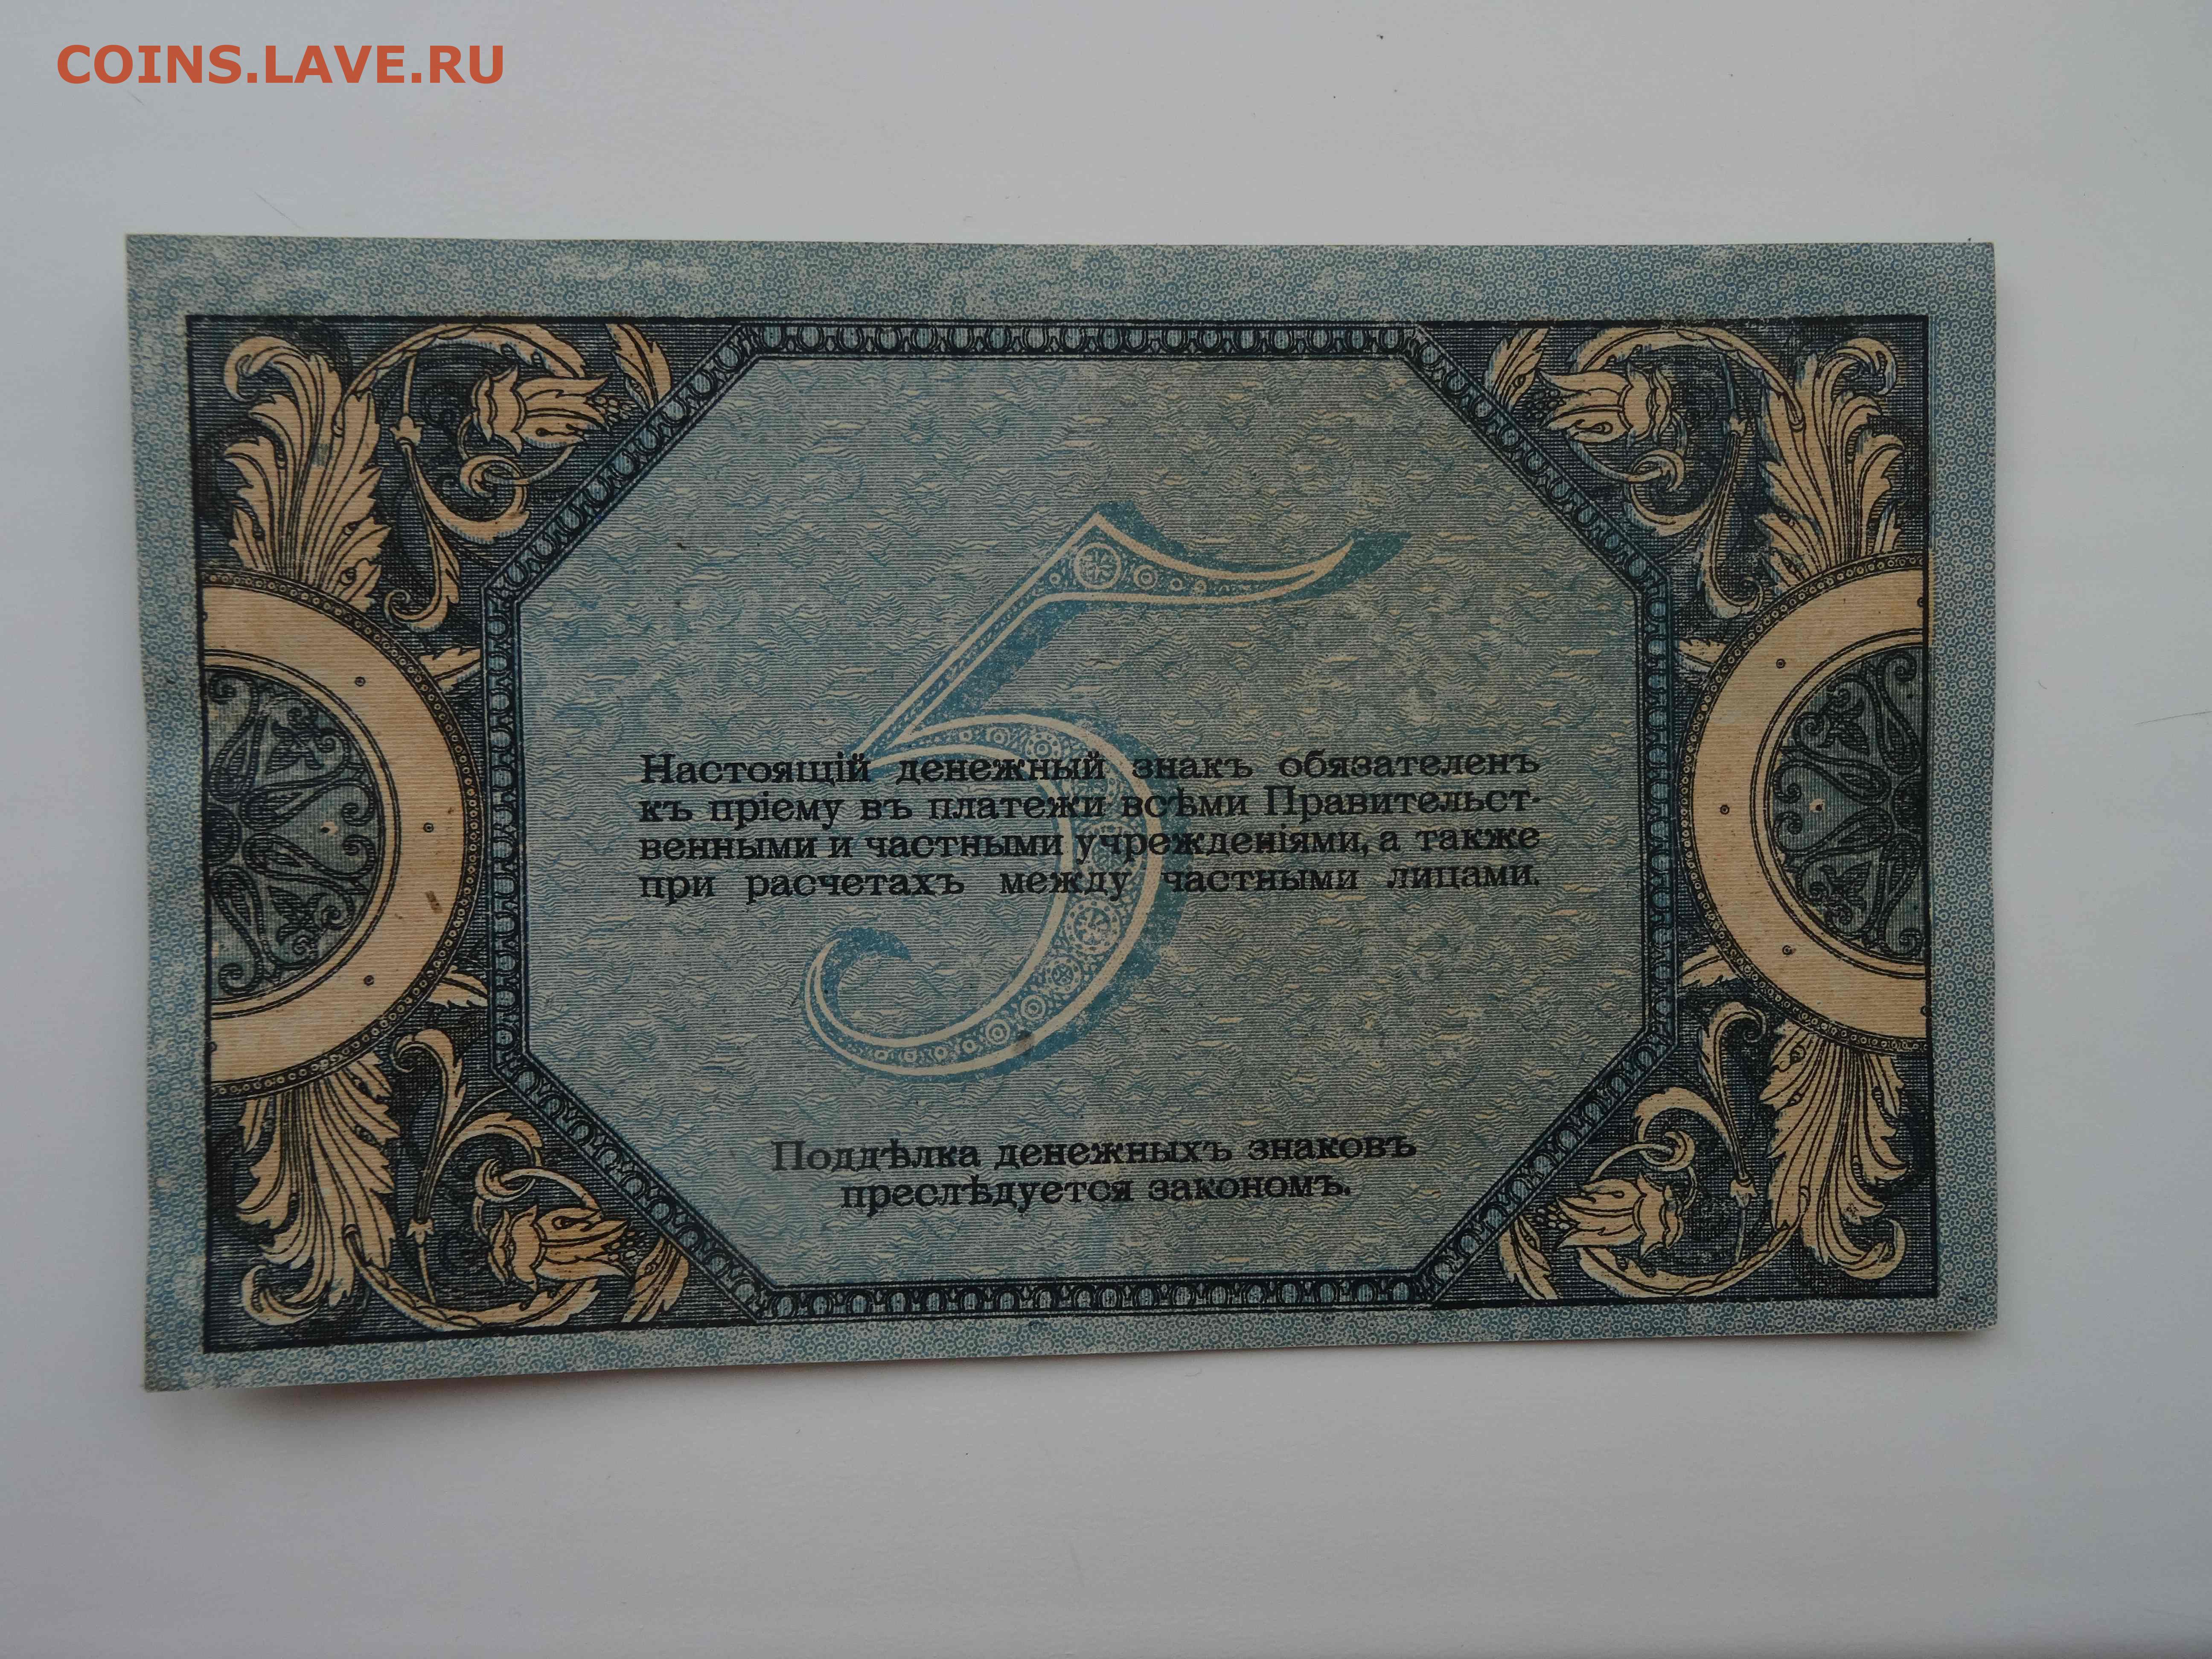 COINS.LAVE.RU
5
Настоящій денежный знакъ обязателенъ
къ пріему въ платежи всѣми Правительст-
венными и частными учрежденіями, а также
при расчетахъ между частными лицами.
Поддѣлка денежныхъ знаковъ
преслѣдуется закономъ.